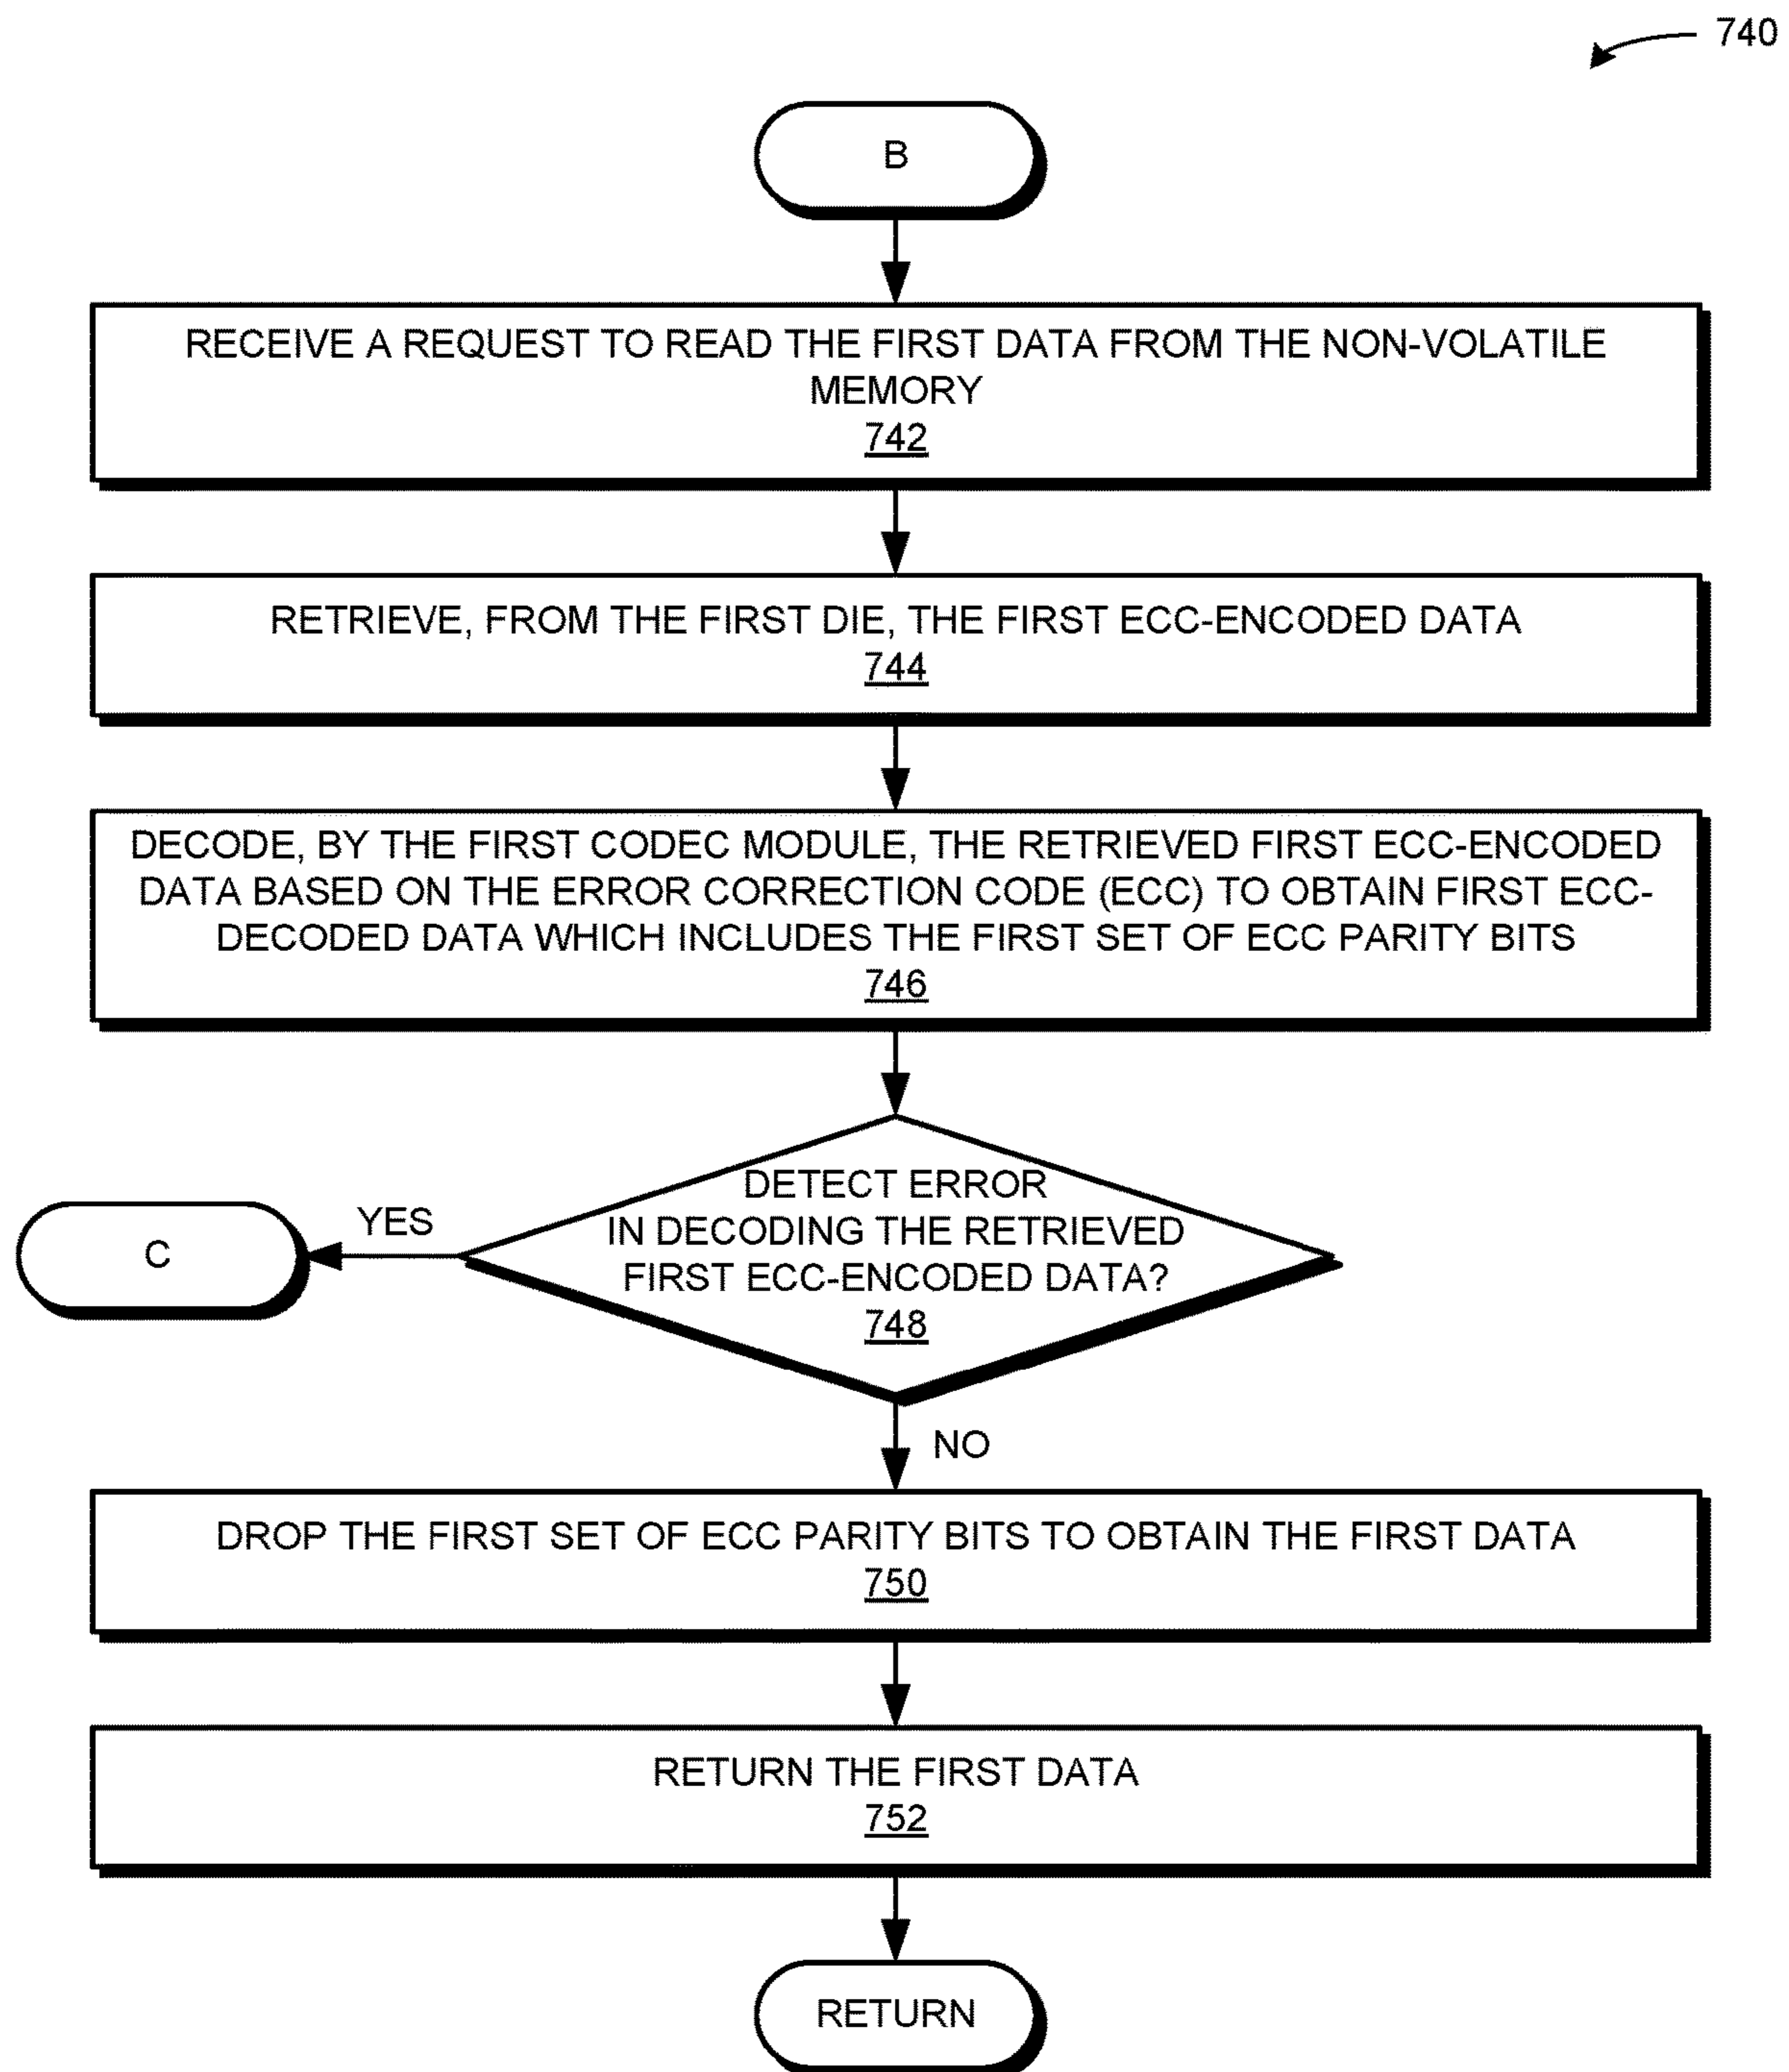 740
B
RECEIVE A REQUEST TO READ THE FIRST DATA FROM THE NON-VOLATILE
MEMORY
742
RETRIEVE, FROM THE FIRST DIE, THE FIRST ECC-ENCODED DATA
744
DECODE, BY THE FIRST CODEC MODULE, THE RETRIEVED FIRST ECC-ENCODED
DATA BASED ON THE ERROR CORRECTION CODE (ECC) TO OBTAIN FIRST ECC-
DECODED DATA WHICH INCLUDES THE FIRST SET OF ECC PARITY BITS
746
DETECT ERROR
IN DECODING THE RETRIEVED
FIRST ECC-ENCODED DATA?
748
YES
C
NO
DROP THE FIRST SET OF ECC PARITY BITS TO OBTAIN THE FIRST DATA
750
RETURN THE FIRST DATA
752
RETURN